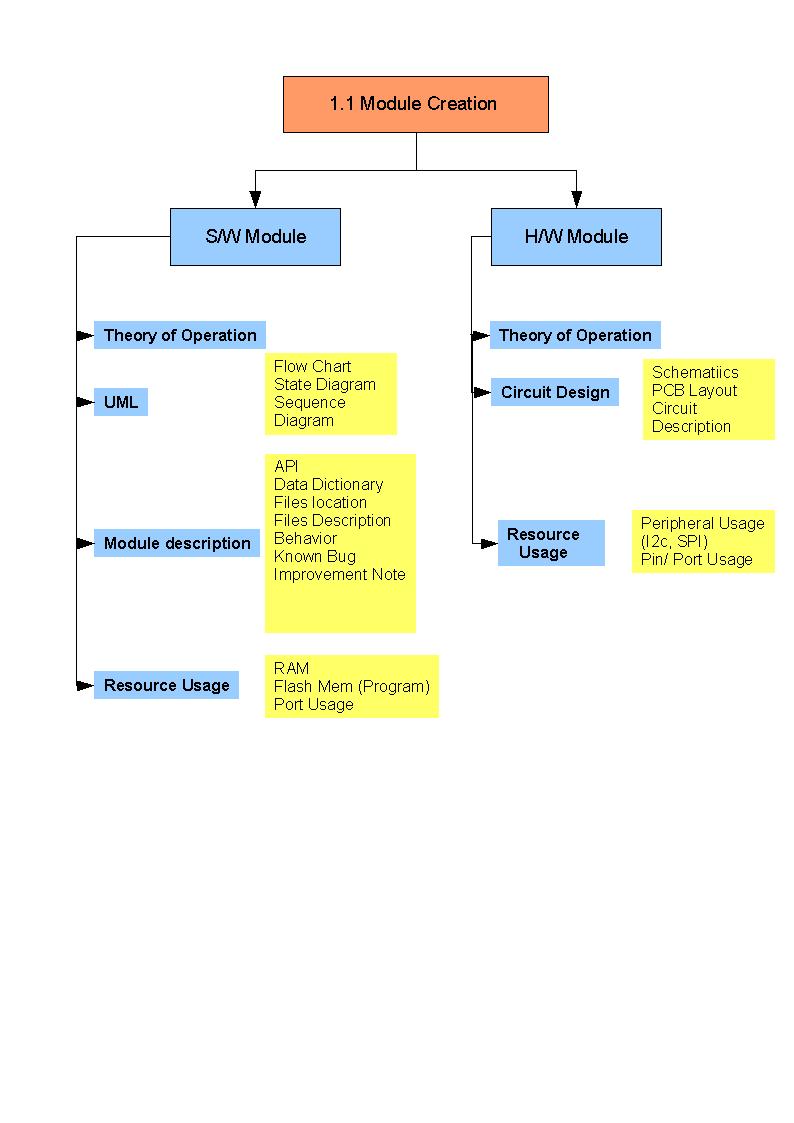 1.1 Module Creation
S/W Module
H/W Module
Theory of Operation
UML
Flow Chart
State Diagram
Sequence
Diagram
Module description
API
Data Dictionary
Files location
Files Description
Behavior
Known Bug
Improvement Note
Resource Usage
RAM
Flash Mem (Program)
Port Usage
Theory of Operation
Circuit Design
Schematiics
PCB Layout
Circuit
Description
Resource
Usage
Peripheral Usage
(I2c, SPI)
Pin/ Port Usage